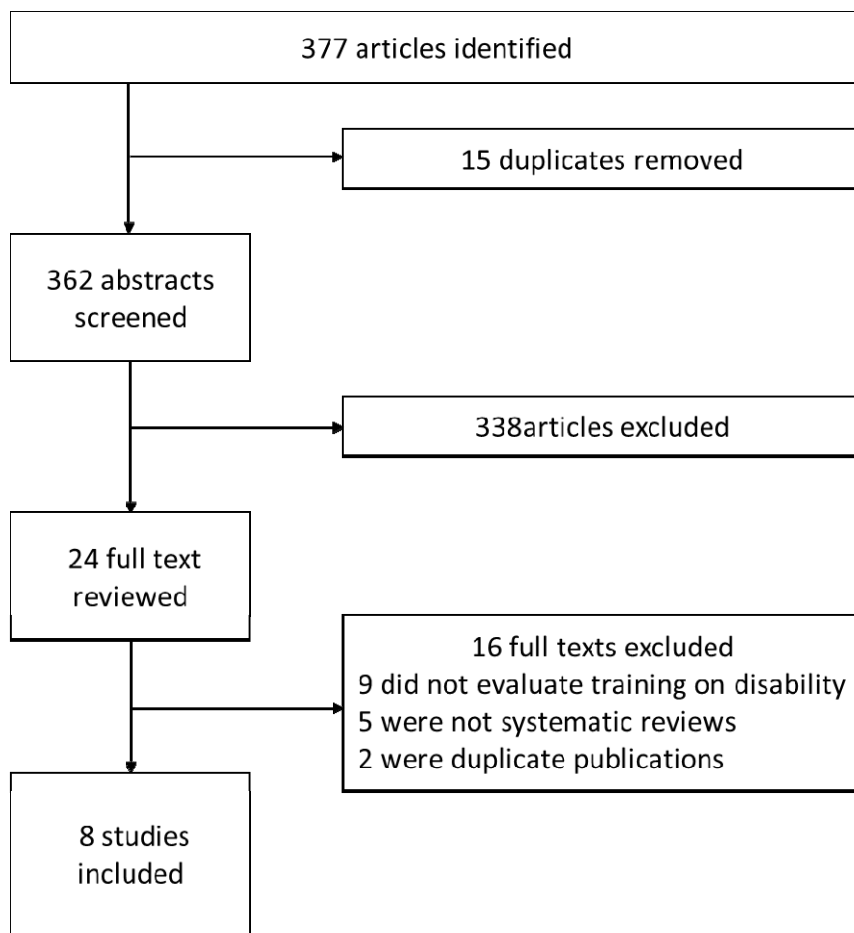 377 articles identified
15 duplicates removed
362 abstracts
screened
338articles excluded
24 full text
reviewed
16 full texts excluded
9 did not evaluate training on disability
5 were not systematic reviews
2 were duplicate publications
8 studies
included